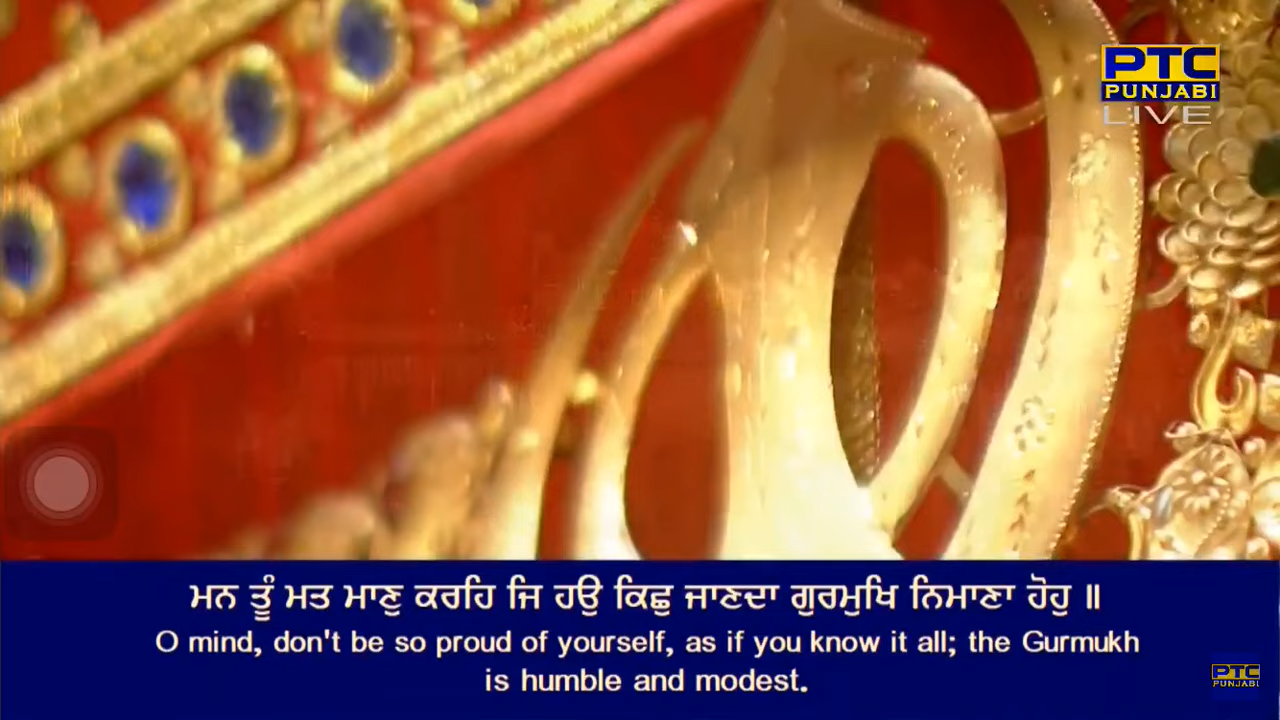 PTC
PUNJABI
LIVE
ਮਨ ਤੂੰ ਮਤ ਮਾਣੁ ਕਰਹਿ ਜਿ ਹਉ ਕਿਛੁ ਜਾਣਦਾ ਗੁਰਮੁਖਿ ਨਿਮਾਣਾ ਹੋਹੁ ॥
O mind, don't be so proud of yourself, as if you know it all; the Gurmukh
is humble and modest.
PTC
PUNJABI